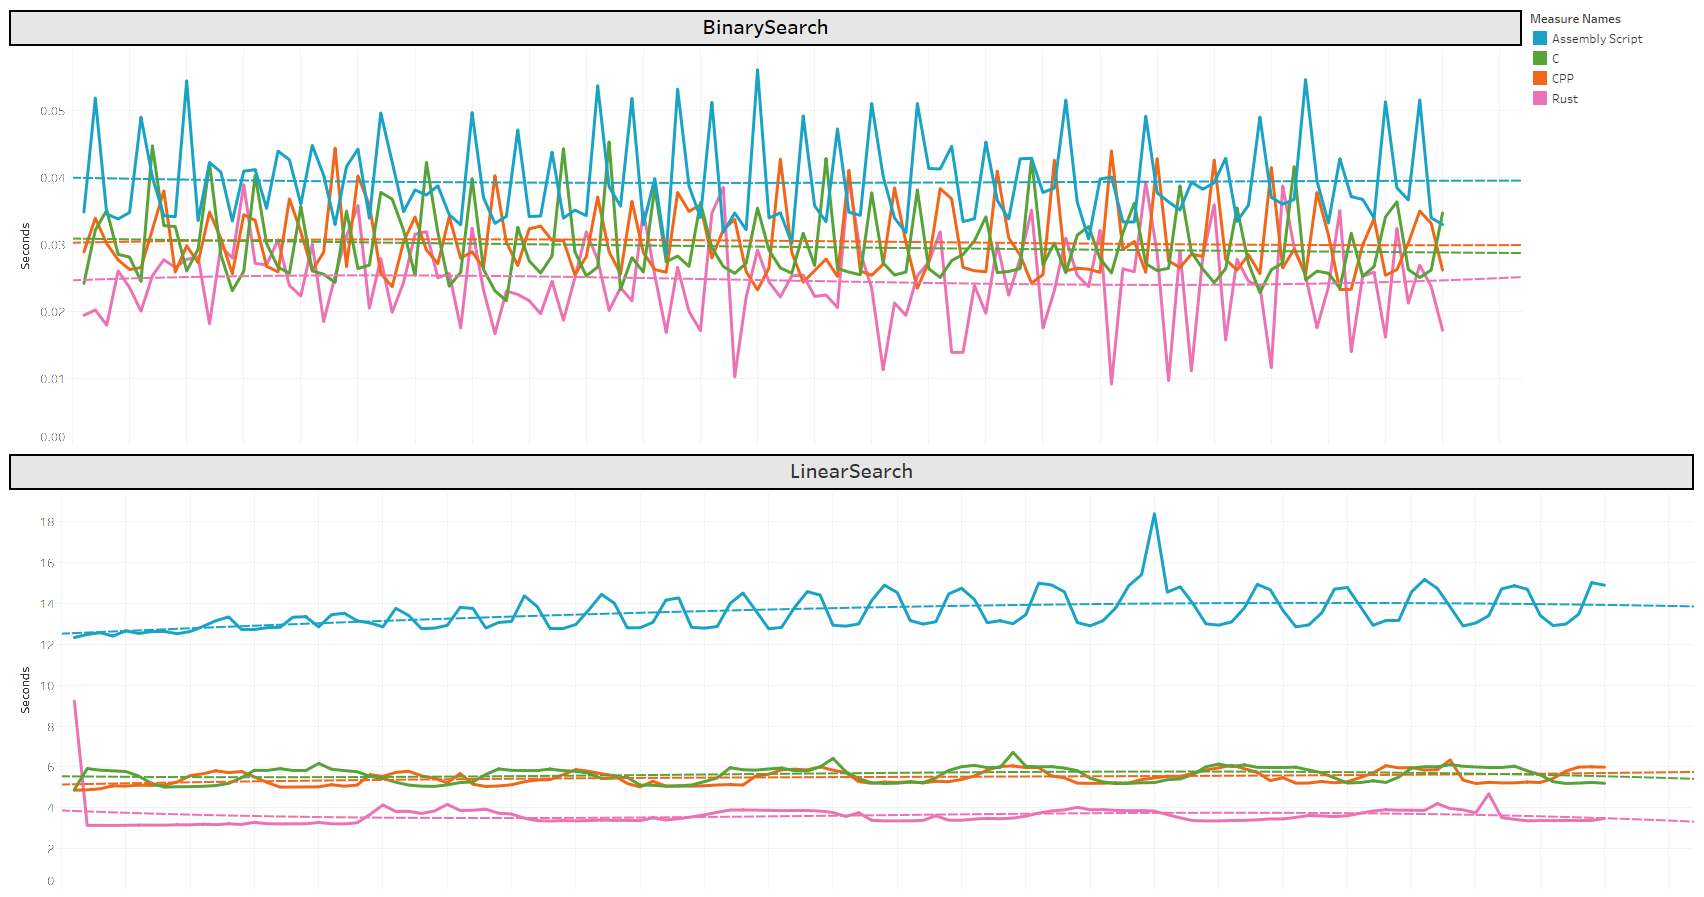 BinarySearch
Measure Names
Assembly Script
C
CPP
Rust
0.05
0.04
0.03
0.02
0.01
0.00
Seconds
LinearSearch
18
16
14
12
10
8
6
4
2
0
Seconds